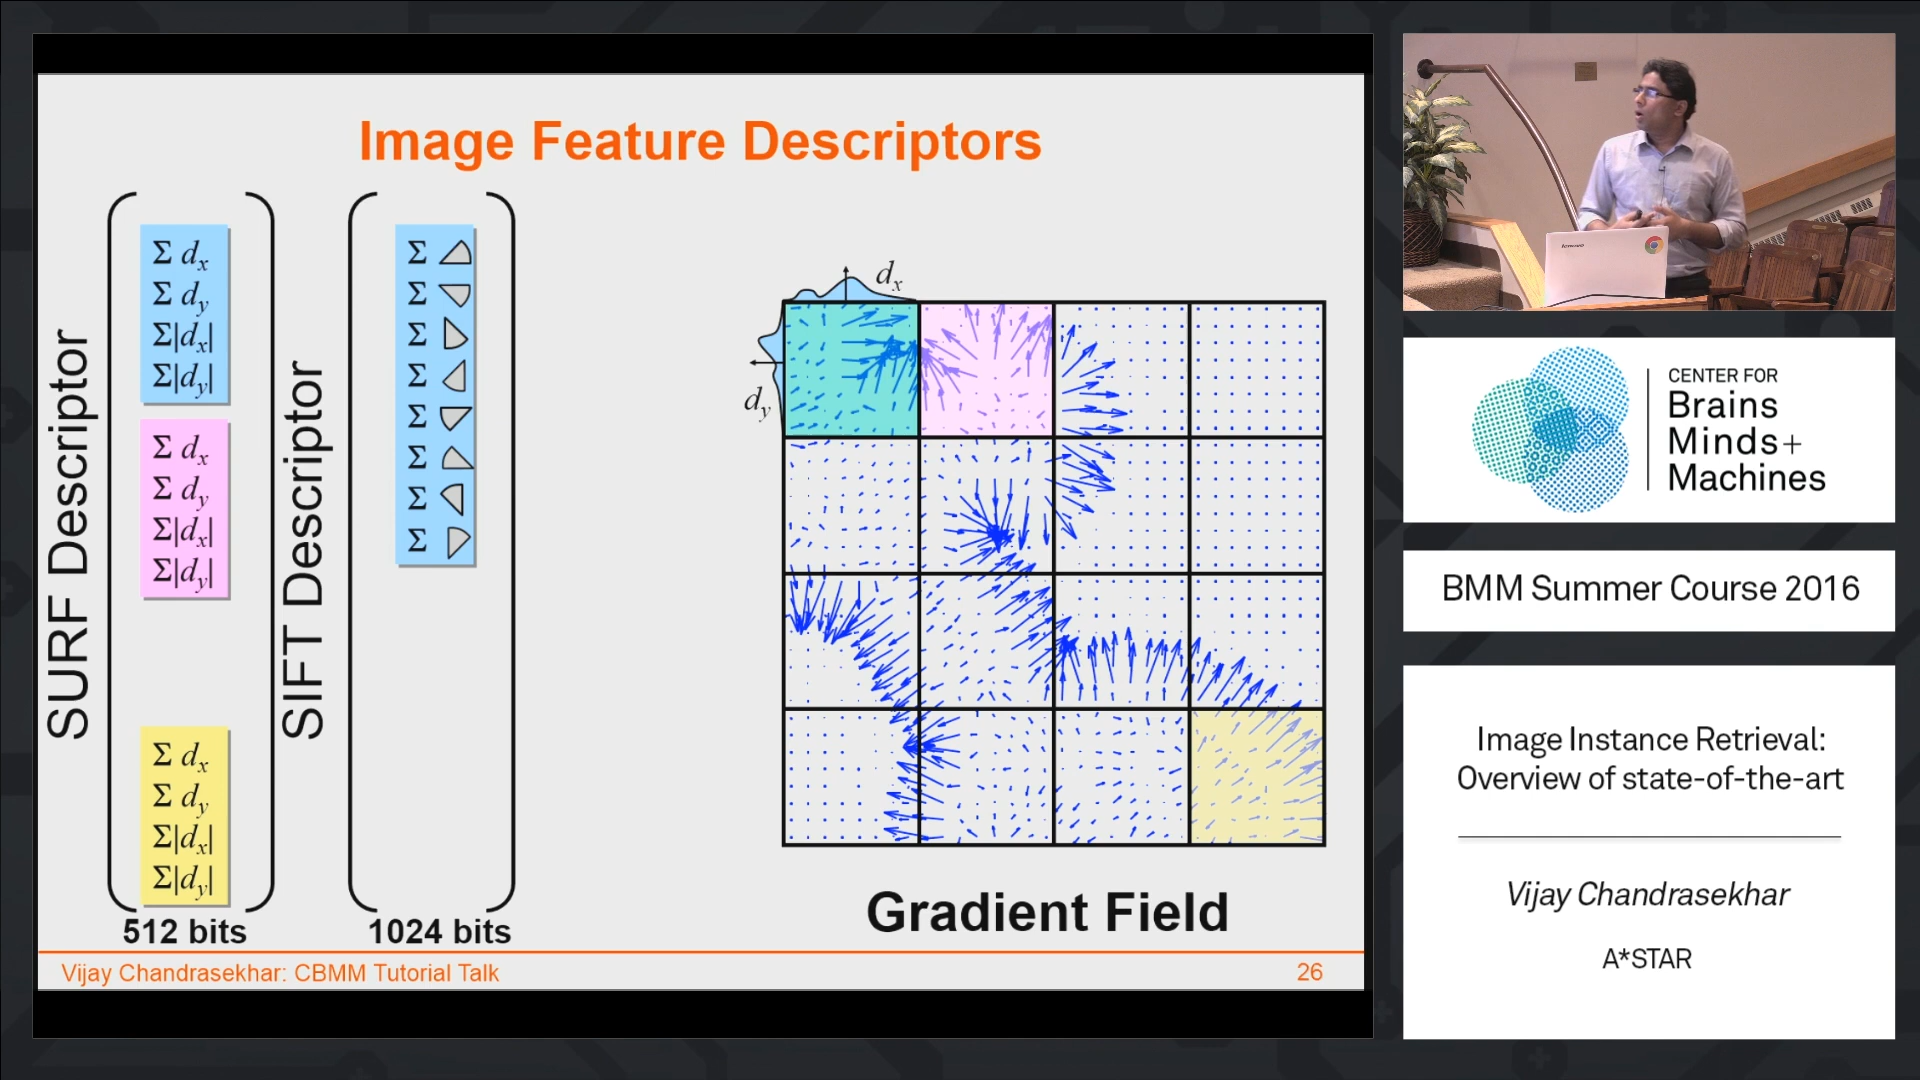 Image Feature Descriptors
SURF Descriptor
Σ dx
Σ dy
Σ|dx|
Σ|dy|
Σ dx
Σ dy
Σ|dx|
Σ|dy|
Σ dx
Σ dy
Σ|dx|
Σ|dy|
512 bits
SIFT Descriptor
Σ
Σ
Σ
Σ
Σ
Σ
Σ
Σ
1024 bits
dx
dy
Gradient Field
Vijay Chandrasekhar: CBMM Tutorial Talk
26
lenovo
CENTER FOR
Brains
Minds+
Machines
BMM Summer Course 2016
Image Instance Retrieval:
Overview of state-of-the-art
Vijay Chandrasekhar
A*STAR